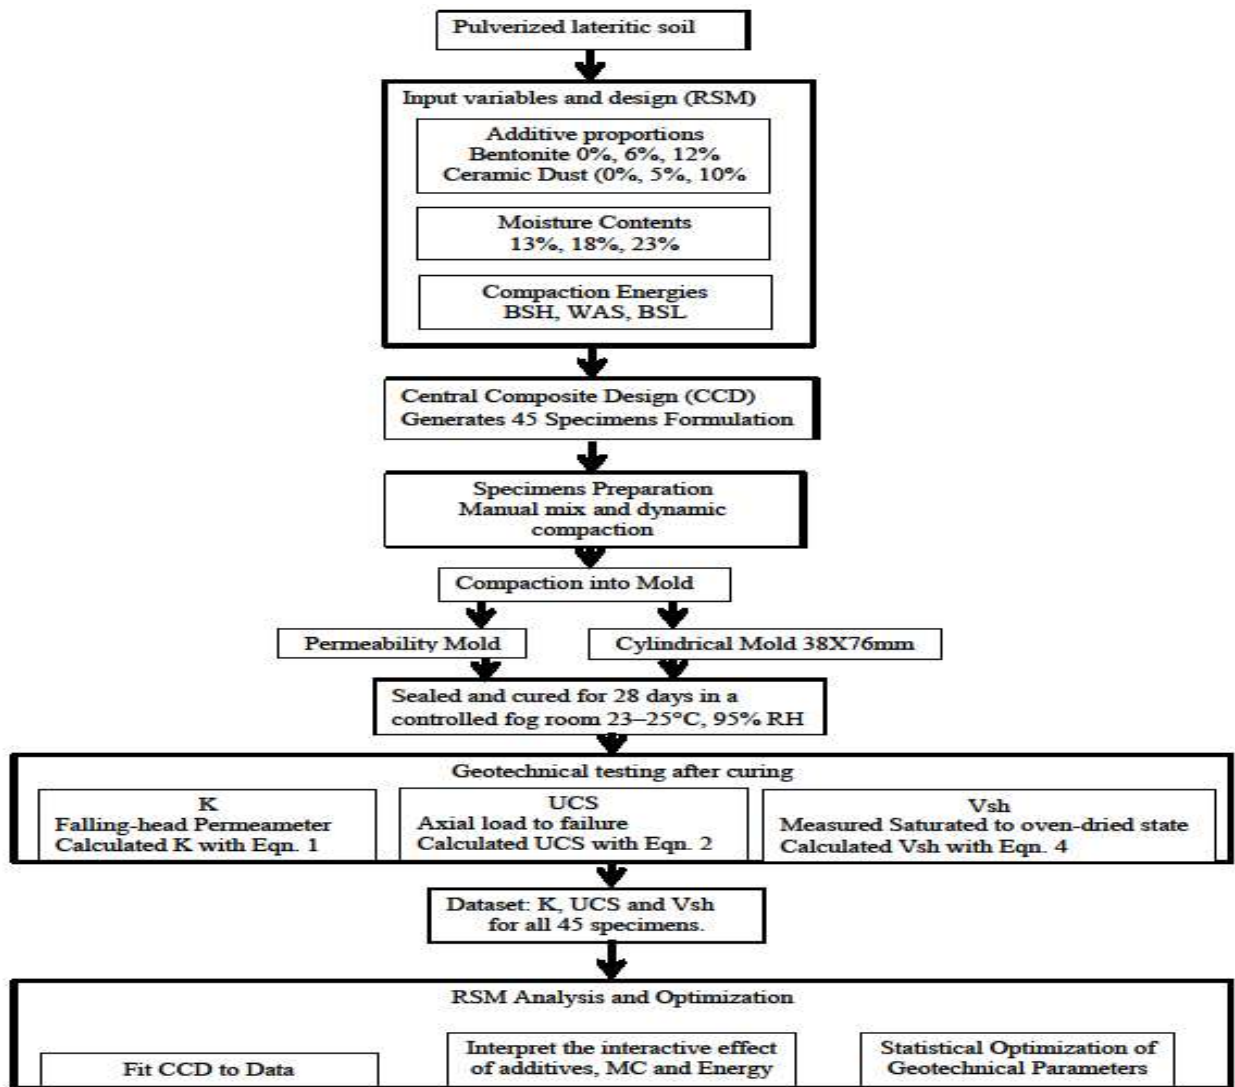 Pulverized lateritic soil
Input variables and design (RSM)
Additive proportions
Bentonite 0%, 6%, 12%
Ceramic Dust (0%, 5%, 10%
Moisture Contents
13%, 18%, 23%
Compaction Energies
BSH, WAS, BSL
Central Composite Design (CCD)
Generates 45 Specimens Formulation
Specimens Preparation
Manual mix and dynamic
compaction
Compaction into Mold
Permeability Mold
Cylindrical Mold 38X76mm
Sealed and cured for 28 days in a
controlled fog room 23–25°C, 95% RH
Geotechnical testing after curing
K
Falling-head Permeameter
Calculated K with Eqn. 1
UCS
Axial load to failure
Calculated UCS with Eqn. 2
Vsh
Measured Saturated to oven-dried state
Calculated Vsh with Eqn. 4
Dataset: K, UCS and Vsh
for all 45 specimens.
RSM Analysis and Optimization
Fit CCD to Data
Interpret the interactive effect
of additives, MC and Energy
Statistical Optimization of
Geotechnical Parameters